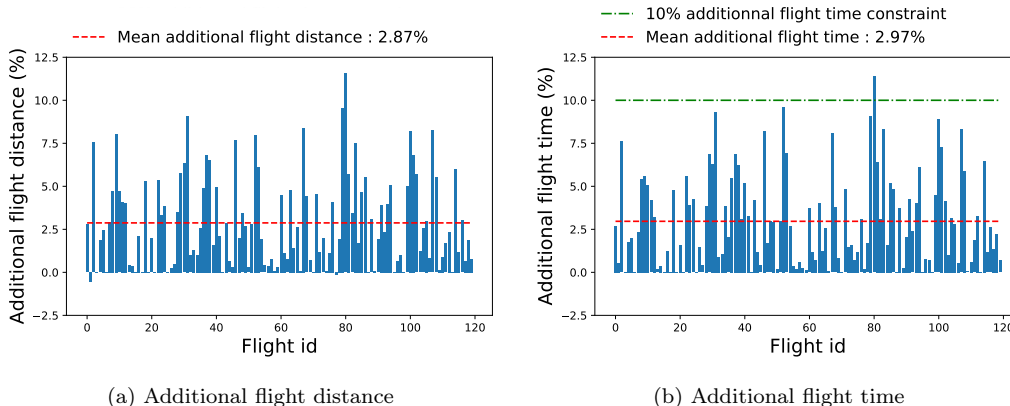 Mean additional flight distance : 2.87%
Additional flight distance (%)
12.5
10.0
7.5
5.0
2.5
0.0
−2.5
0 20 40 60 80 100 120
Flight id
(a) Additional flight distance
10% additionnal flight time constraint
Mean additional flight time : 2.97%
Additional flight time (%)
12.5
10.0
7.5
5.0
2.5
0.0
−2.5
0 20 40 60 80 100 120
Flight id
(b) Additional flight time